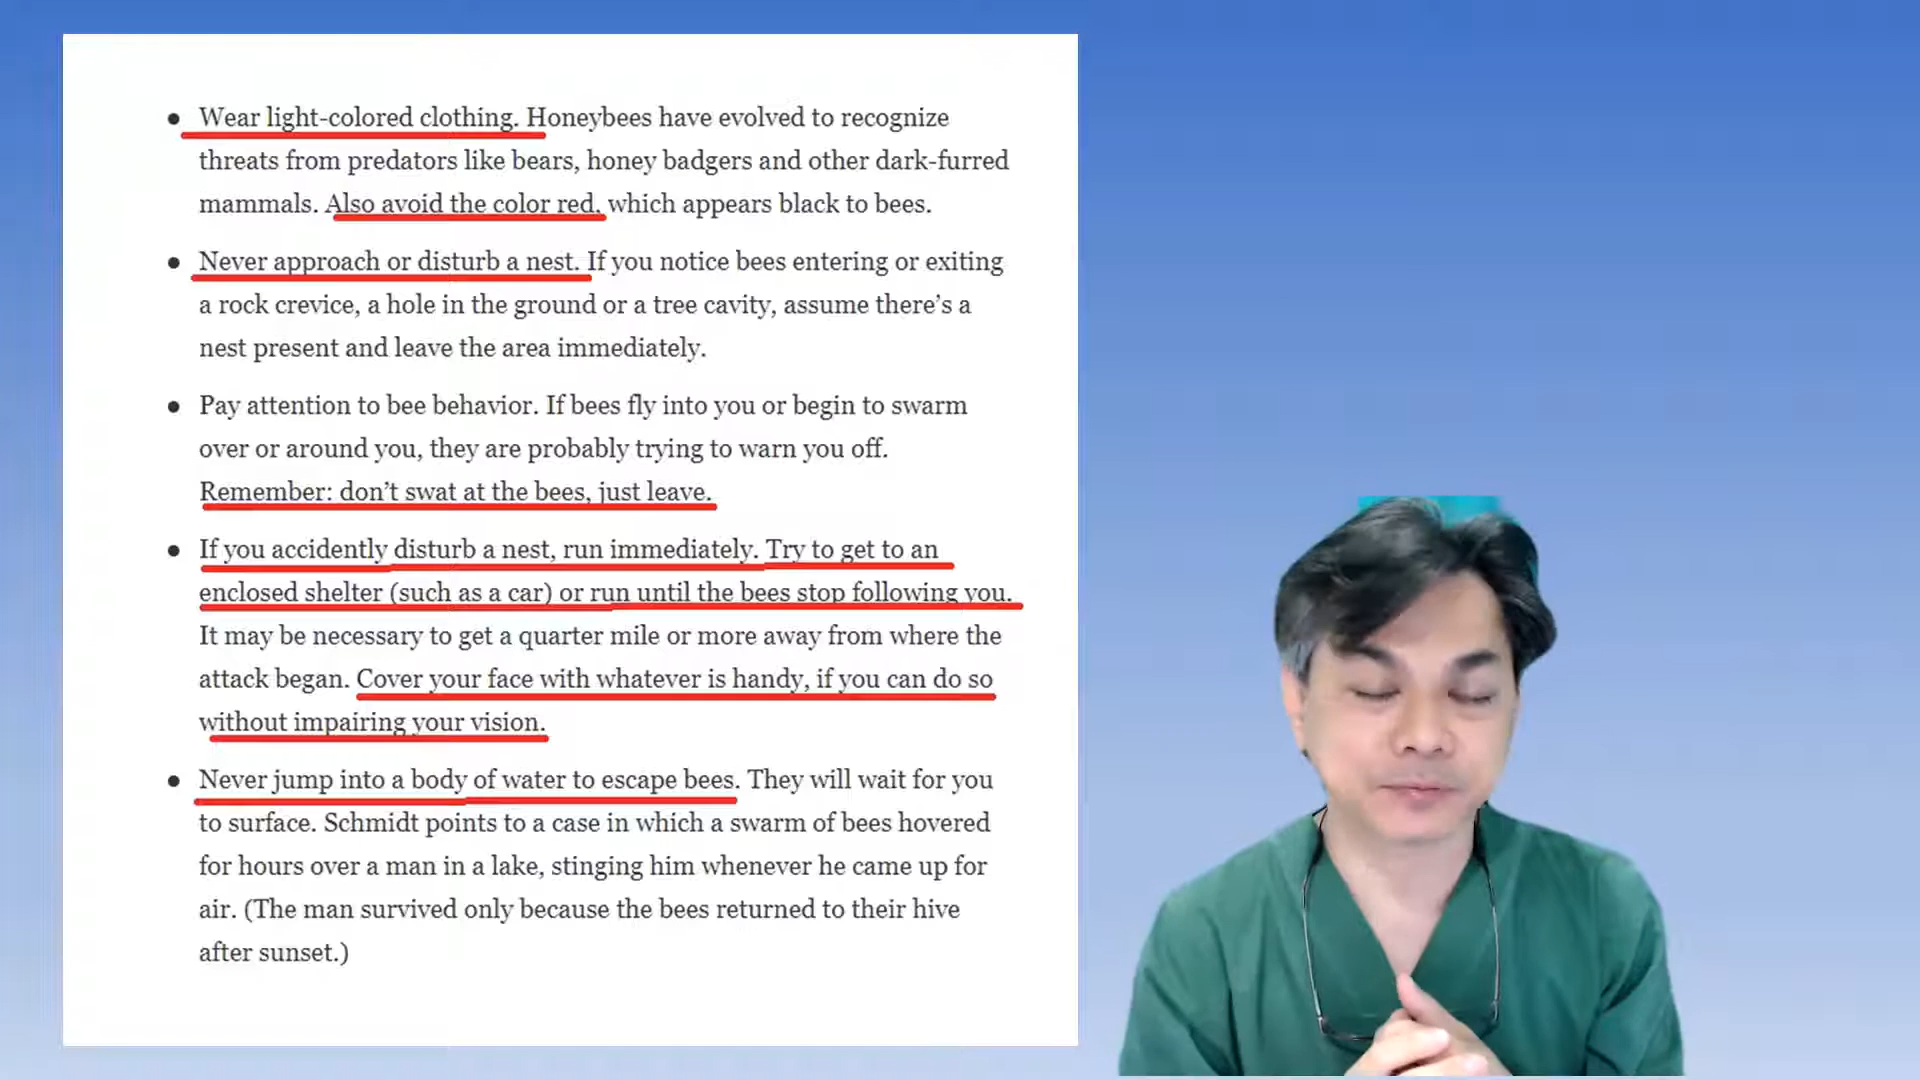 ● Wear light-colored clothing. Honeybees have evolved to recognize
threats from predators like bears, honey badgers and other dark-furred
mammals. Also avoid the color red, which appears black to bees.
● Never approach or disturb a nest. If you notice bees entering or exiting
a rock crevice, a hole in the ground or a tree cavity, assume there’s a
nest present and leave the area immediately.
● Pay attention to bee behavior. If bees fly into you or begin to swarm
over or around you, they are probably trying to warn you off.
Remember: don’t swat at the bees, just leave.
● If you accidently disturb a nest, run immediately. Try to get to an
enclosed shelter (such as a car) or run until the bees stop following you.
It may be necessary to get a quarter mile or more away from where the
attack began. Cover your face with whatever is handy, if you can do so
without impairing your vision.
● Never jump into a body of water to escape bees. They will wait for you
to surface. Schmidt points to a case in which a swarm of bees hovered
for hours over a man in a lake, stinging him whenever he came up for
air. (The man survived only because the bees returned to their hive
after sunset.)